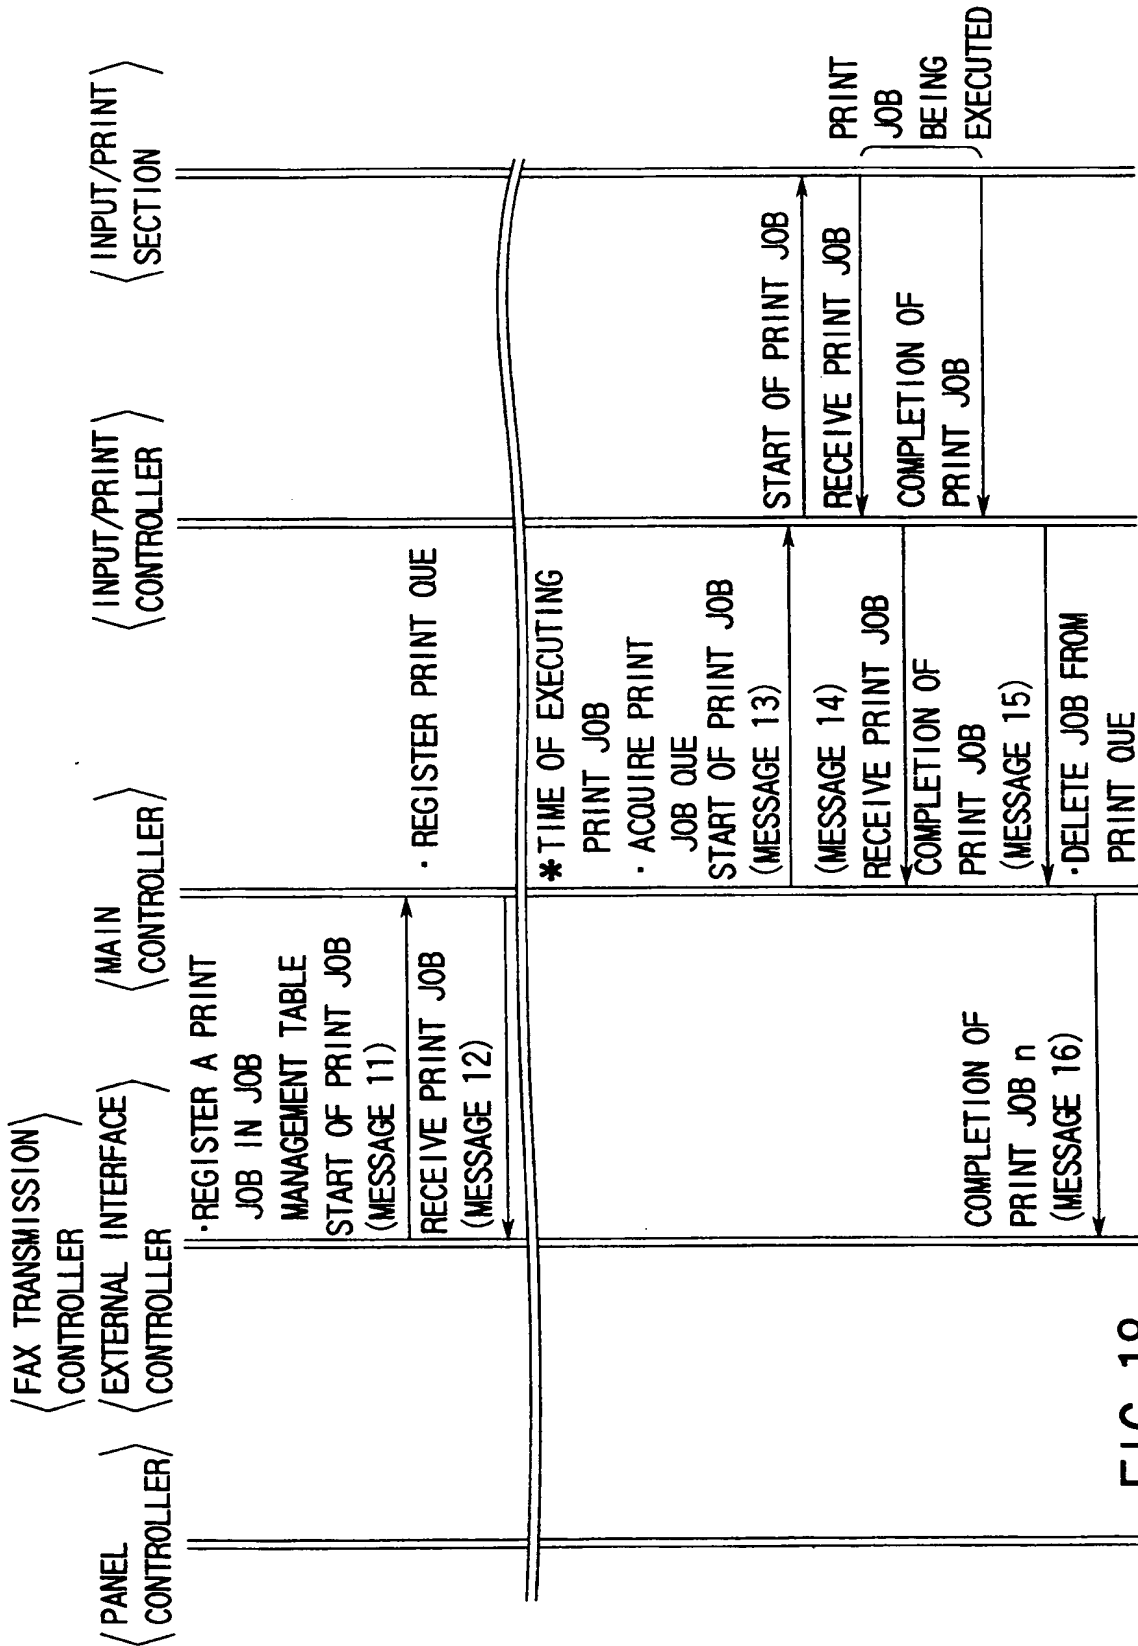 FAX TRANSMISSION
CONTROLLER
PANEL
CONTROLLER
EXTERNAL INTERFACE
CONTROLLER
MAIN
CONTROLLER
INPUT/PRINT
CONTROLLER
INPUT/PRINT
SECTION
·REGISTER A PRINT
JOB IN JOB
MANAGEMENT TABLE
START OF PRINT JOB
(MESSAGE 11)
RECEIVE PRINT JOB
(MESSAGE 12)
·REGISTER PRINT QUE
*TIME OF EXECUTING
PRINT JOB
·ACQUIRE PRINT
JOB QUE
START OF PRINT JOB
(MESSAGE 13)
START OF PRINT JOB
(MESSAGE 14)
RECEIVE PRINT JOB
RECEIVE PRINT JOB
COMPLETION OF
PRINT JOB
COMPLETION OF
PRINT JOB
(MESSAGE 15)
·DELETE JOB FROM
PRINT QUE
PRINT
JOB
BEING
EXECUTED
COMPLETION OF
PRINT JOB n
(MESSAGE 16)